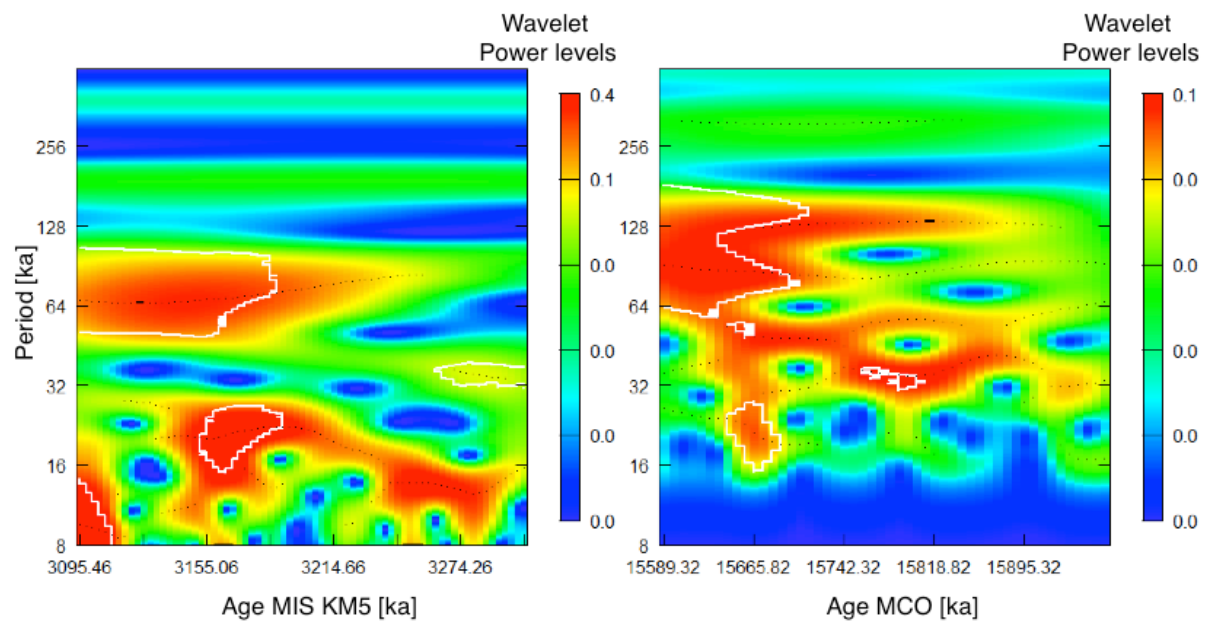 Wavelet
Power levels
0.4
0.1
0.0
0.0
0.0
0.0
256
128
64
32
16
8
Period [ka]
3095.46 3155.06 3214.66 3274.26
Age MIS KM5 [ka]
Wavelet
Power levels
0.1
0.0
0.0
0.0
0.0
0.0
256
128
64
32
16
8
15589.32 15665.82 15742.32 15818.82 15895.32
Age MCO [ka]